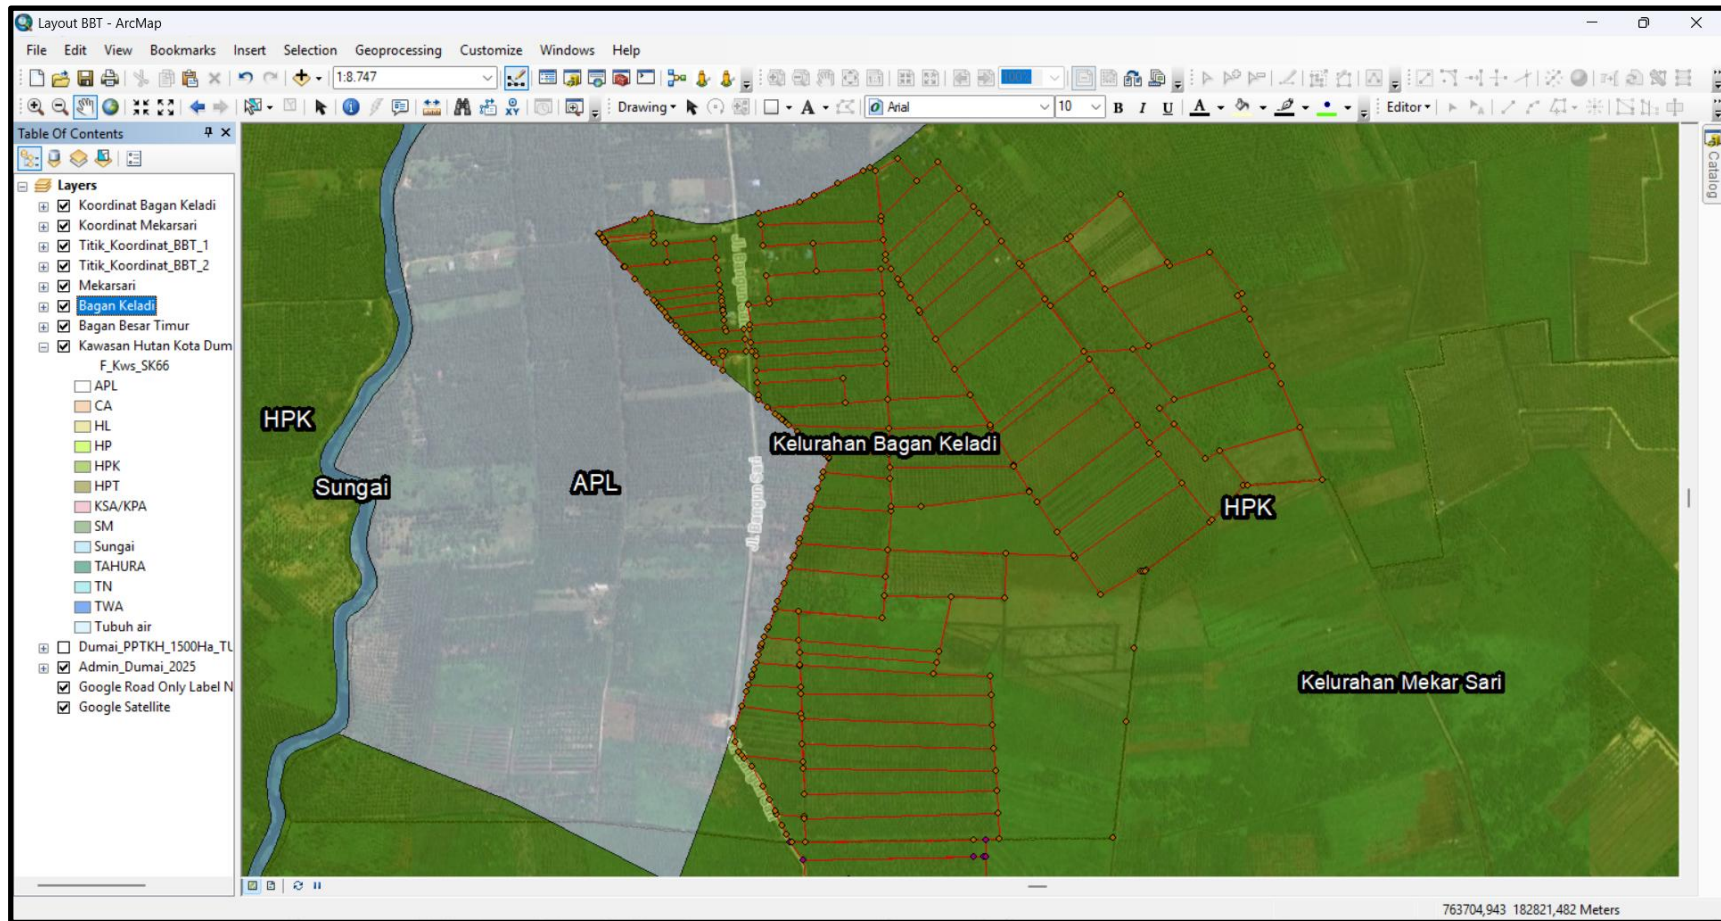 Layout BBT - ArcMap
File Edit View Bookmarks Insert Selection Geoprocessing Customize Windows Help
1:8.747
100%
Drawing
A
Arial
10
B I U A
Editor
Table Of Contents
Layers
Koordinat Bagan Keladi
Koordinat Mekarsari
Titik_Koordinat_BBT_1
Titik_Koordinat_BBT_2
Mekarsari
Bagan Keladi
Bagan Besar Timur
Kawasan Hutan Kota Dum
F_Kws_SK66
APL
CA
HL
HP
HPK
HPT
KSA/KPA
SM
Sungai
TAHURA
TN
TWA
Tubuh air
Dumai_PPTKH_1500Ha_TU
Admin_Dumai_2025
Google Road Only Label N
Google Satellite
Catalog
HPK
Sungai
APL
Kelurahan Bagan Keladi
Jl. Bangun Sari
HPK
Kelurahan Mekar Sari
763704,943 182821,482 Meters